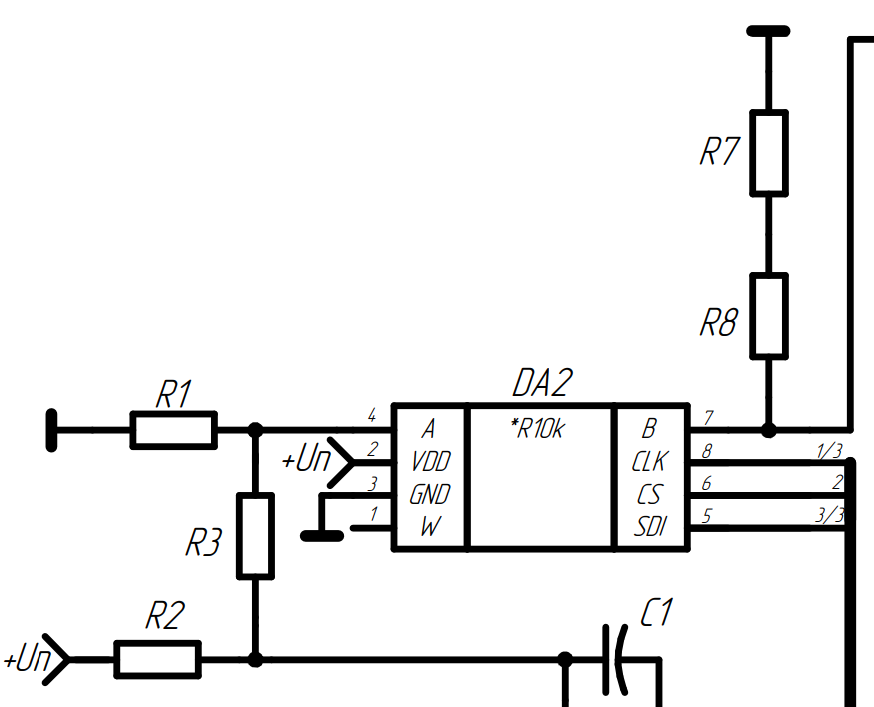 R7
R8
DA2
R1
4 A *R10k B 7
+Uп 2 VDD CLK 8 1/3
3 GND CS 6 2
1 W SDI 5 3/3
R3
R2
C1
+Uп